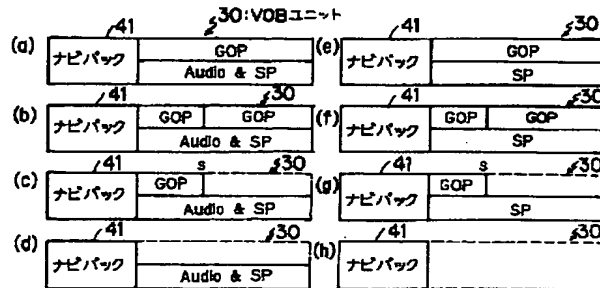 30:VOBユニット
(a) 41 ナビパック GOP Audio & SP
(e) 41 30 ナビパック GOP SP
(b) 41 30 ナビパック GOP GOP Audio & SP
(f) 41 30 ナビパック GOP GOP SP
(c) 41 s 30 ナビパック GOP Audio & SP
(g) 41 s 30 ナビパック GOP SP
(d) 41 30 ナビパック Audio & SP
(h) 41 30 ナビパック